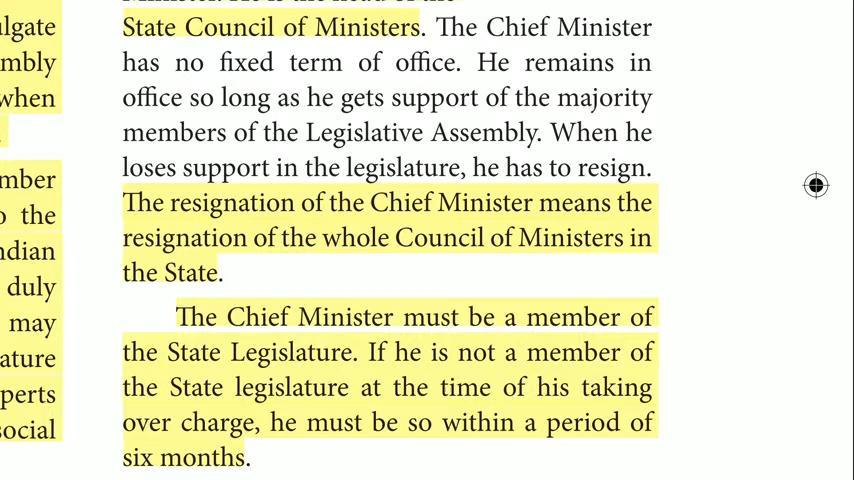 ulgate
mbly
when
.
mber
o the
ndian
duly
may
ature
perts
social
State Council of Ministers. The Chief Minister
has no fixed term of office. He remains in
office so long as he gets support of the majority
members of the Legislative Assembly. When he
loses support in the legislature, he has to resign.
The resignation of the Chief Minister means the
resignation of the whole Council of Ministers in
the State.
The Chief Minister must be a member of
the State Legislature. If he is not a member of
the State legislature at the time of his taking
over charge, he must be so within a period of
six months.